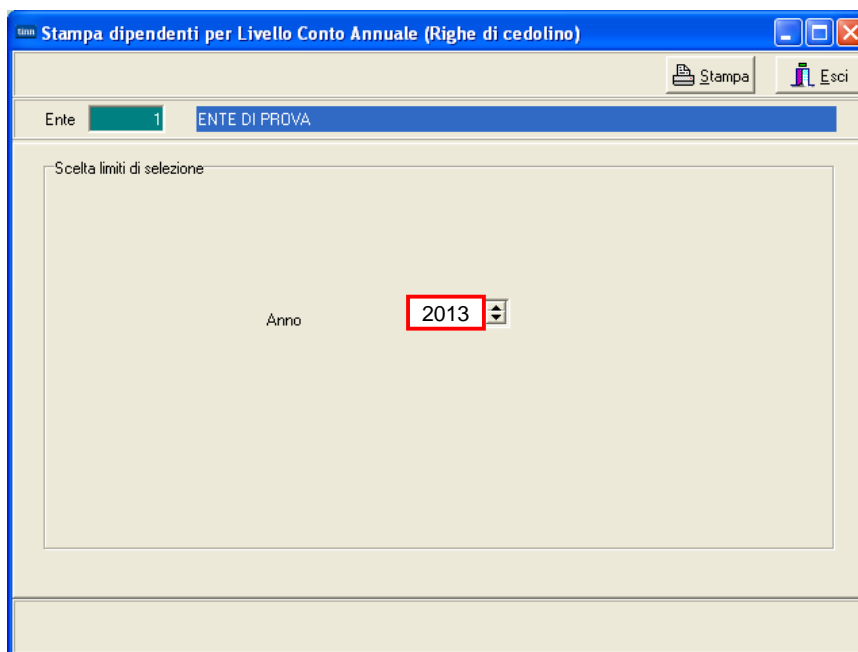 tinn Stampa dipendenti per Livello Conto Annuale (Righe di cedolino)
Stampa Esci
Ente 1 ENTE DI PROVA
Scelta limiti di selezione
Anno 2013